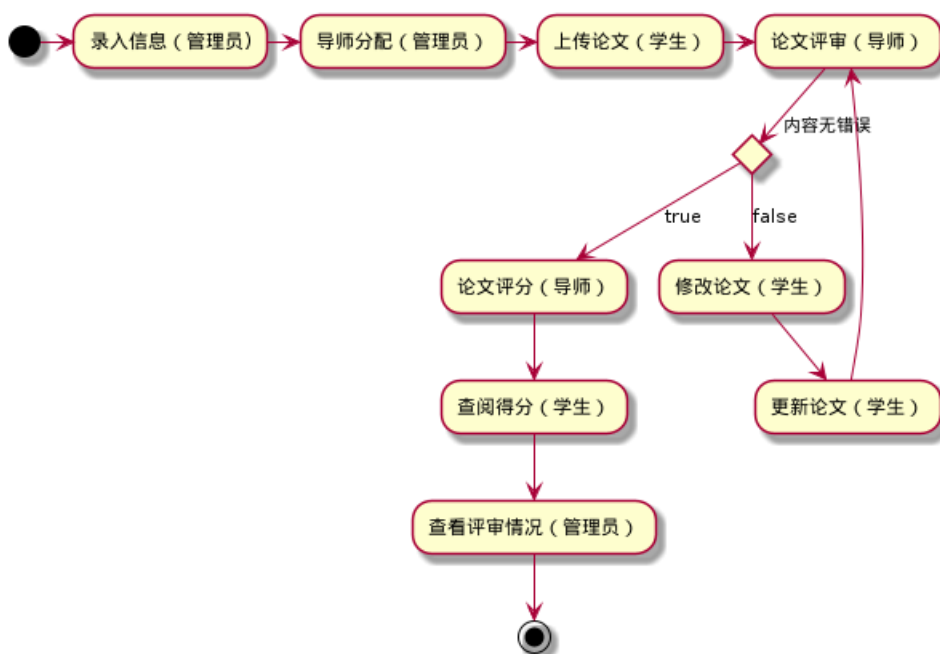 录入信息（管理员）
导师分配（管理员）
上传论文（学生）
论文评审（导师）
内容无错误
true
false
论文评分（导师）
修改论文（学生）
查阅得分（学生）
更新论文（学生）
查看评审情况（管理员）